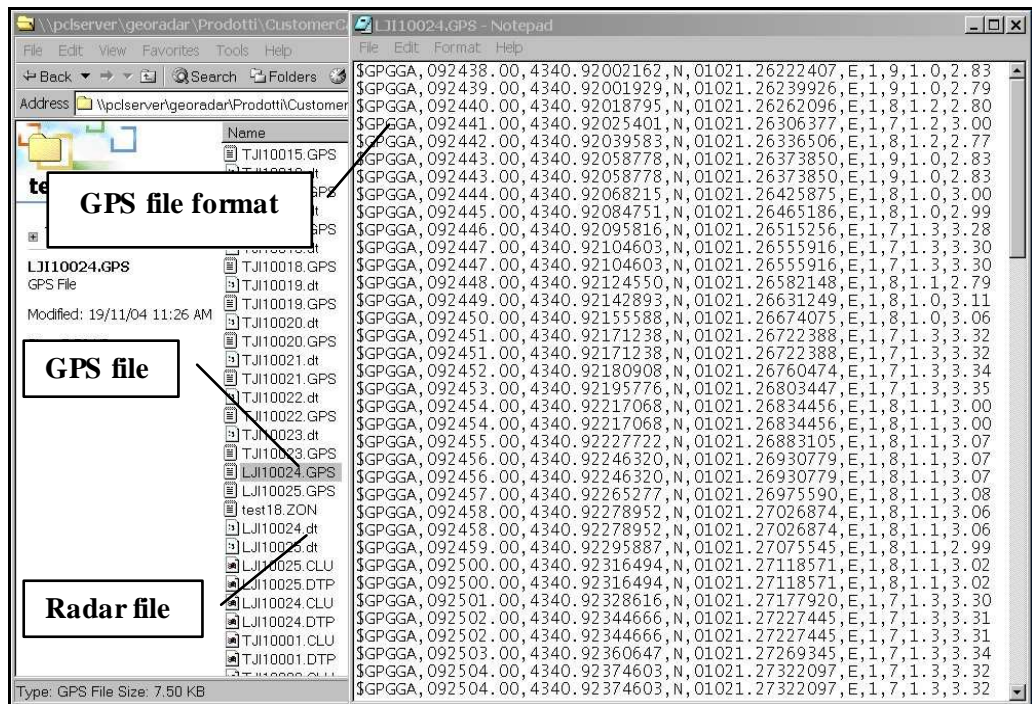 \\pclserver\georadar\Prodotti\CustomerC
File Edit View Favorites Tools Help
Back Search Folders
Address \\pclserver\georadar\Prodotti\Customer
te
LJI10024.GPS
GPS File
Modified: 19/11/04 11:26 AM
Name
TJI10015.GPS
TJI10018.GPS
TJI10019.dt
TJI10019.GPS
TJI10020.dt
TJI10020.GPS
TJI10021.dt
TJI10021.GPS
TJI10022.dt
TJI10022.GPS
TJI10023.dt
TJI10023.GPS
LJI10024.GPS
LJI10025.GPS
test18.ZON
LJI10024.dt
LJI10025.dt
LJI10025.CLU
LJI10025.DTP
LJI10024.CLU
LJI10024.DTP
TJI10001.CLU
TJI10001.DTP
Type: GPS File Size: 7.50 KB
GPS file format
GPS file
Radar file
LJI10024.GPS - Notepad
File Edit Format Help
$GPGGA,092438.00,4340.92002162,N,01021.26222407,E,1,9,1.0,2.83
$GPGGA,092439.00,4340.92001929,N,01021.26239926,E,1,9,1.0,2.79
$GPGGA,092440.00,4340.92018795,N,01021.26262096,E,1,8,1.2,2.80
$GPGGA,092441.00,4340.92025401,N,01021.26306377,E,1,7,1.2,3.00
$GPGGA,092442.00,4340.92039583,N,01021.26336506,E,1,8,1.2,2.77
$GPGGA,092443.00,4340.92058778,N,01021.26373850,E,1,9,1.0,2.83
$GPGGA,092443.00,4340.92058778,N,01021.26373850,E,1,9,1.0,2.83
$GPGGA,092444.00,4340.92068215,N,01021.26425875,E,1,8,1.0,3.00
$GPGGA,092445.00,4340.92084751,N,01021.26465186,E,1,8,1.0,2.99
$GPGGA,092446.00,4340.92095816,N,01021.26515256,E,1,7,1.3,3.28
$GPGGA,092447.00,4340.92104603,N,01021.26555916,E,1,7,1.3,3.30
$GPGGA,092447.00,4340.92104603,N,01021.26555916,E,1,7,1.3,3.30
$GPGGA,092448.00,4340.92124550,N,01021.26582148,E,1,8,1.1,2.79
$GPGGA,092449.00,4340.92142893,N,01021.26631249,E,1,8,1.0,3.11
$GPGGA,092450.00,4340.92155588,N,01021.26674075,E,1,8,1.0,3.06
$GPGGA,092451.00,4340.92171238,N,01021.26722388,E,1,7,1.3,3.32
$GPGGA,092451.00,4340.92171238,N,01021.26722388,E,1,7,1.3,3.32
$GPGGA,092452.00,4340.92180908,N,01021.26760474,E,1,7,1.3,3.34
$GPGGA,092453.00,4340.92195776,N,01021.26803447,E,1,7,1.3,3.35
$GPGGA,092454.00,4340.92217068,N,01021.26834456,E,1,8,1.1,3.00
$GPGGA,092454.00,4340.92217068,N,01021.26834456,E,1,8,1.1,3.00
$GPGGA,092455.00,4340.92227722,N,01021.26883105,E,1,8,1.1,3.07
$GPGGA,092456.00,4340.92246320,N,01021.26930779,E,1,8,1.1,3.07
$GPGGA,092456.00,4340.92246320,N,01021.26930779,E,1,8,1.1,3.07
$GPGGA,092457.00,4340.92265277,N,01021.26975590,E,1,8,1.1,3.08
$GPGGA,092458.00,4340.92278952,N,01021.27026874,E,1,8,1.1,3.06
$GPGGA,092458.00,4340.92278952,N,01021.27026874,E,1,8,1.1,3.06
$GPGGA,092459.00,4340.92295887,N,01021.27075545,E,1,8,1.1,2.99
$GPGGA,092500.00,4340.92316494,N,01021.27118571,E,1,8,1.1,3.02
$GPGGA,092500.00,4340.92316494,N,01021.27118571,E,1,8,1.1,3.02
$GPGGA,092501.00,4340.92328616,N,01021.27177920,E,1,7,1.3,3.30
$GPGGA,092502.00,4340.92344666,N,01021.27227445,E,1,7,1.3,3.31
$GPGGA,092502.00,4340.92344666,N,01021.27227445,E,1,7,1.3,3.31
$GPGGA,092503.00,4340.92360647,N,01021.27269345,E,1,7,1.3,3.34
$GPGGA,092504.00,4340.92374603,N,01021.27322097,E,1,7,1.3,3.32
$GPGGA,092504.00,4340.92374603,N,01021.27322097,E,1,7,1.3,3.32